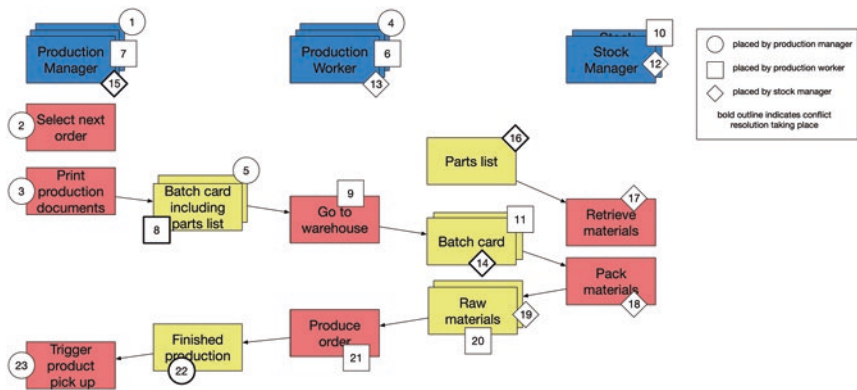 1
Production
Manager
7
15
4
Production
Worker
6
13
Stock
10
Stock
Manager
12
placed by production manager
placed by production worker
placed by stock manager
bold outline indicates conflict
resolution taking place
2
Select next
order
3
Print
production
documents
5
Batch card
including
parts list
8
9
Go to
warehouse
16
Parts list
11
Batch card
14
17
Retrieve
materials
Pack
materials
18
Raw
materials
19
20
Produce
order
21
Finished
production
22
23
Trigger
product
pick up